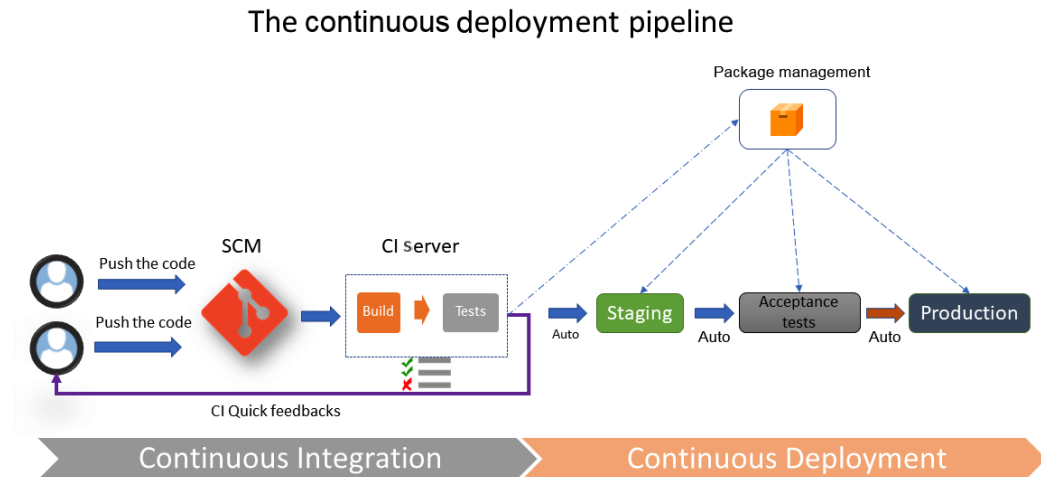 The continuous deployment pipeline
Package management
SCM
CI server
Push the code
Push the code
Build
Tests
Auto
Staging
Auto
Acceptance
tests
Auto
Production
CI Quick feedbacks
Continuous Integration
Continuous Deployment